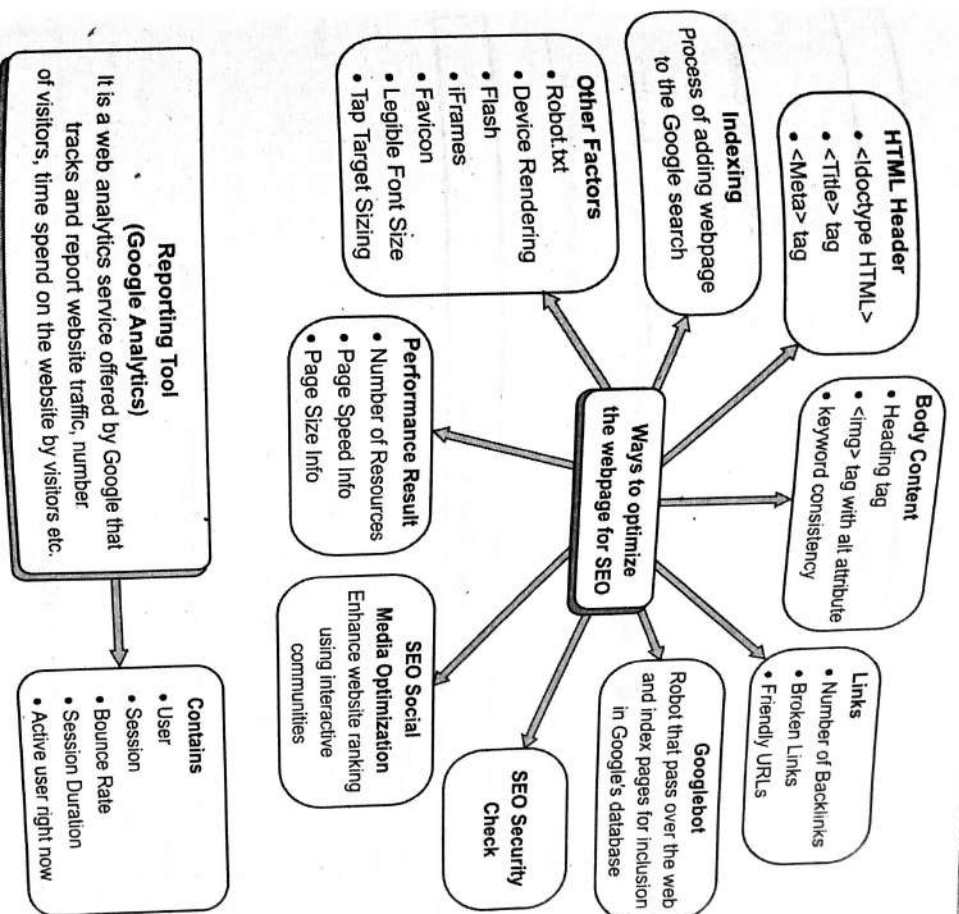 HTML Header
• <!doctype HTML>
• <Title> tag
• <Meta> tag
Body Content
• Heading tag
• <img> tag with alt attribute
• keyword consistency
Links
• Number of Backlinks
• Broken Links
• Friendly URLs
Indexing
Process of adding webpage
to the Google search
Ways to optimize
the webpage for SEO
Googlebot
Robot that pass over the web
and index pages for inclusion
in Google's database
Other Factors
• Robot.txt
• Device Rendering
• Flash
• iFrames
• Favicon
• Legible Font Size
• Tap Target Sizing
Performance Result
• Number of Resources
• Page Speed Info
• Page Size Info
SEO Social
Media Optimization
Enhance website ranking
using interactive
communities
SEO Security
Check
Reporting Tool
(Google Analytics)
It is a web analytics service offered by Google that
tracks and report website traffic, number
of visitors, time spend on the website by visitors etc.
Contains
• User
• Session
• Bounce Rate
• Session Duration
• Active user right now